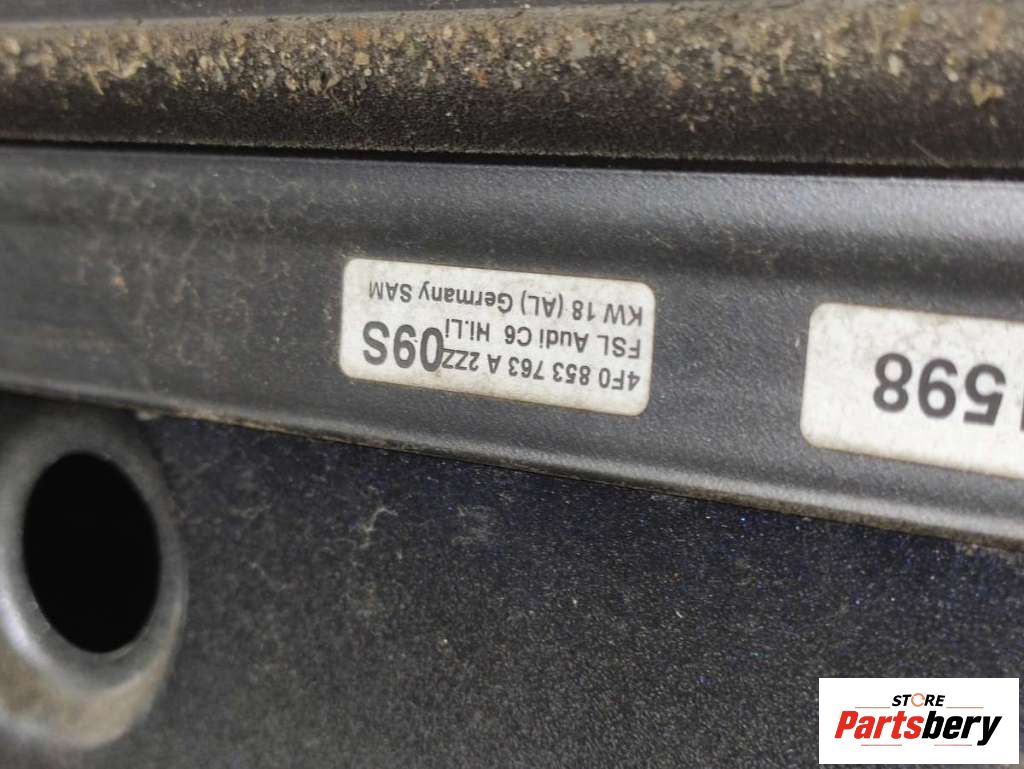 4F0 853 763 A 2ZZ 09S
FSL Audi C6 Hi.Li
KW 18 (AL) Germany SAM
598
STORE
Partsbery